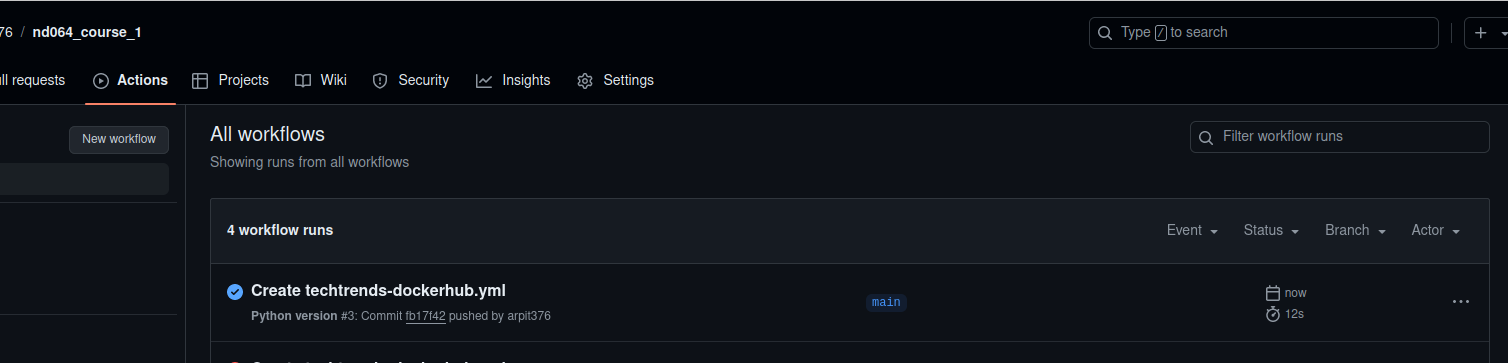 76 / nd064_course_1
Type / to search
ll requests Actions Projects Wiki Security Insights Settings
New workflow
All workflows
Filter workflow runs
Showing runs from all workflows
4 workflow runs
Event Status Branch Actor
Create techtrends-dockerhub.yml
main
now
Python version #3: Commit fb17f42 pushed by arpit376
12s